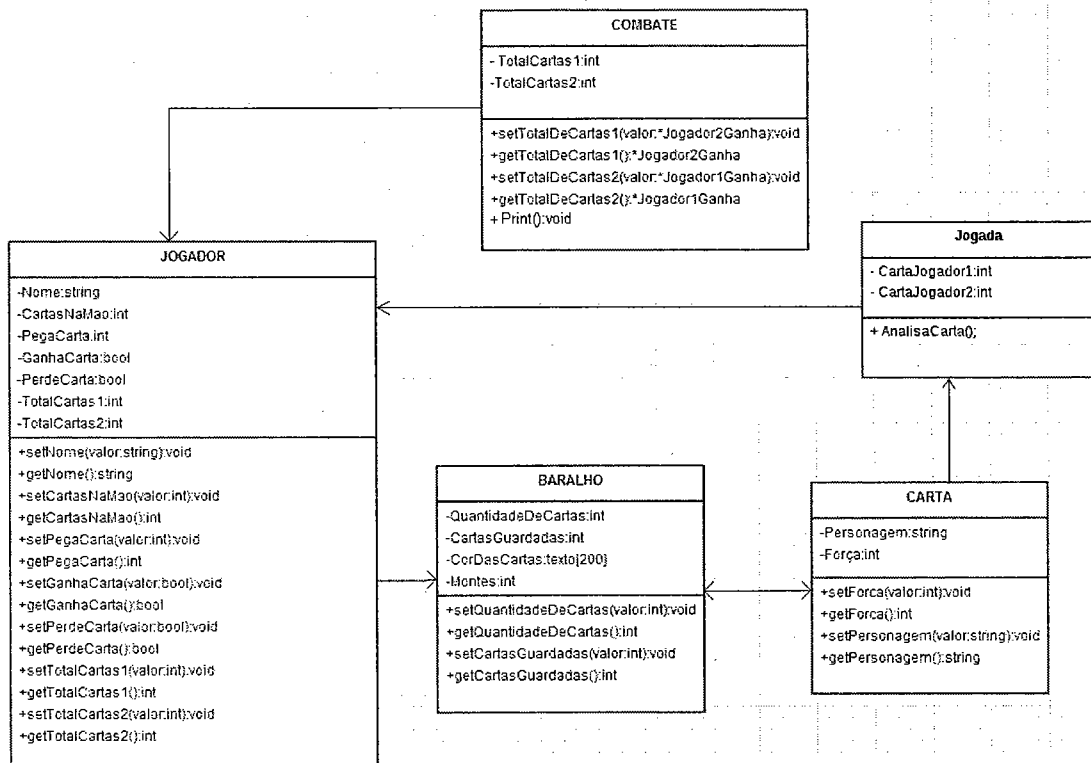 COMBATE
- TotalCartas1:int
-TotalCartas2:int
+setTotalDeCartas1(valor:*Jogador2Ganha):void
+getTotalDeCartas1():*Jogador2Ganha
+setTotalDeCartas2(valor:*Jogador1Ganha):void
+getTotalDeCartas2():*Jogador1Ganha
+ Print():void
Jogada
- CartaJogador1:int
- CartaJogador2:int
+ AnalisaCarta();
JOGADOR
-Nome:string
-CartasNaMao:int
-PegaCarta:int
-GanhaCarta:bool
-PerdeCarta:bool
-TotalCartas1:int
-TotalCartas2:int
+setNome(valor:string):void
+getNome():string
+setCartasNaMao(valor:int):void
+getCartasNaMao():int
+setPegaCarta(valor:int):void
+getPegaCarta():int
+setGanhaCarta(valor:bool):void
+getGanhaCarta():bool
+setPerdeCarta(valor:bool):void
+getPerdeCarta():bool
+setTotalCartas1(valor:int):void
+getTotalCartas1():int
+setTotalCartas2(valor:int):void
+getTotalCartas2():int
BARALHO
-QuantidadeDeCartas:int
-CartasGuardadas:int
-CorDasCartas:texto[200]
-Montes:int
+setQuantidadeDeCartas(valor:int):void
+getQuantidadeDeCartas():int
+setCartasGuardadas(valor:int):void
+getCartasGuardadas():int
CARTA
-Personagem:string
-Força:int
+setForca(valor:int):void
+getForca():int
+setPersonagem(valor:string):void
+getPersonagem():string